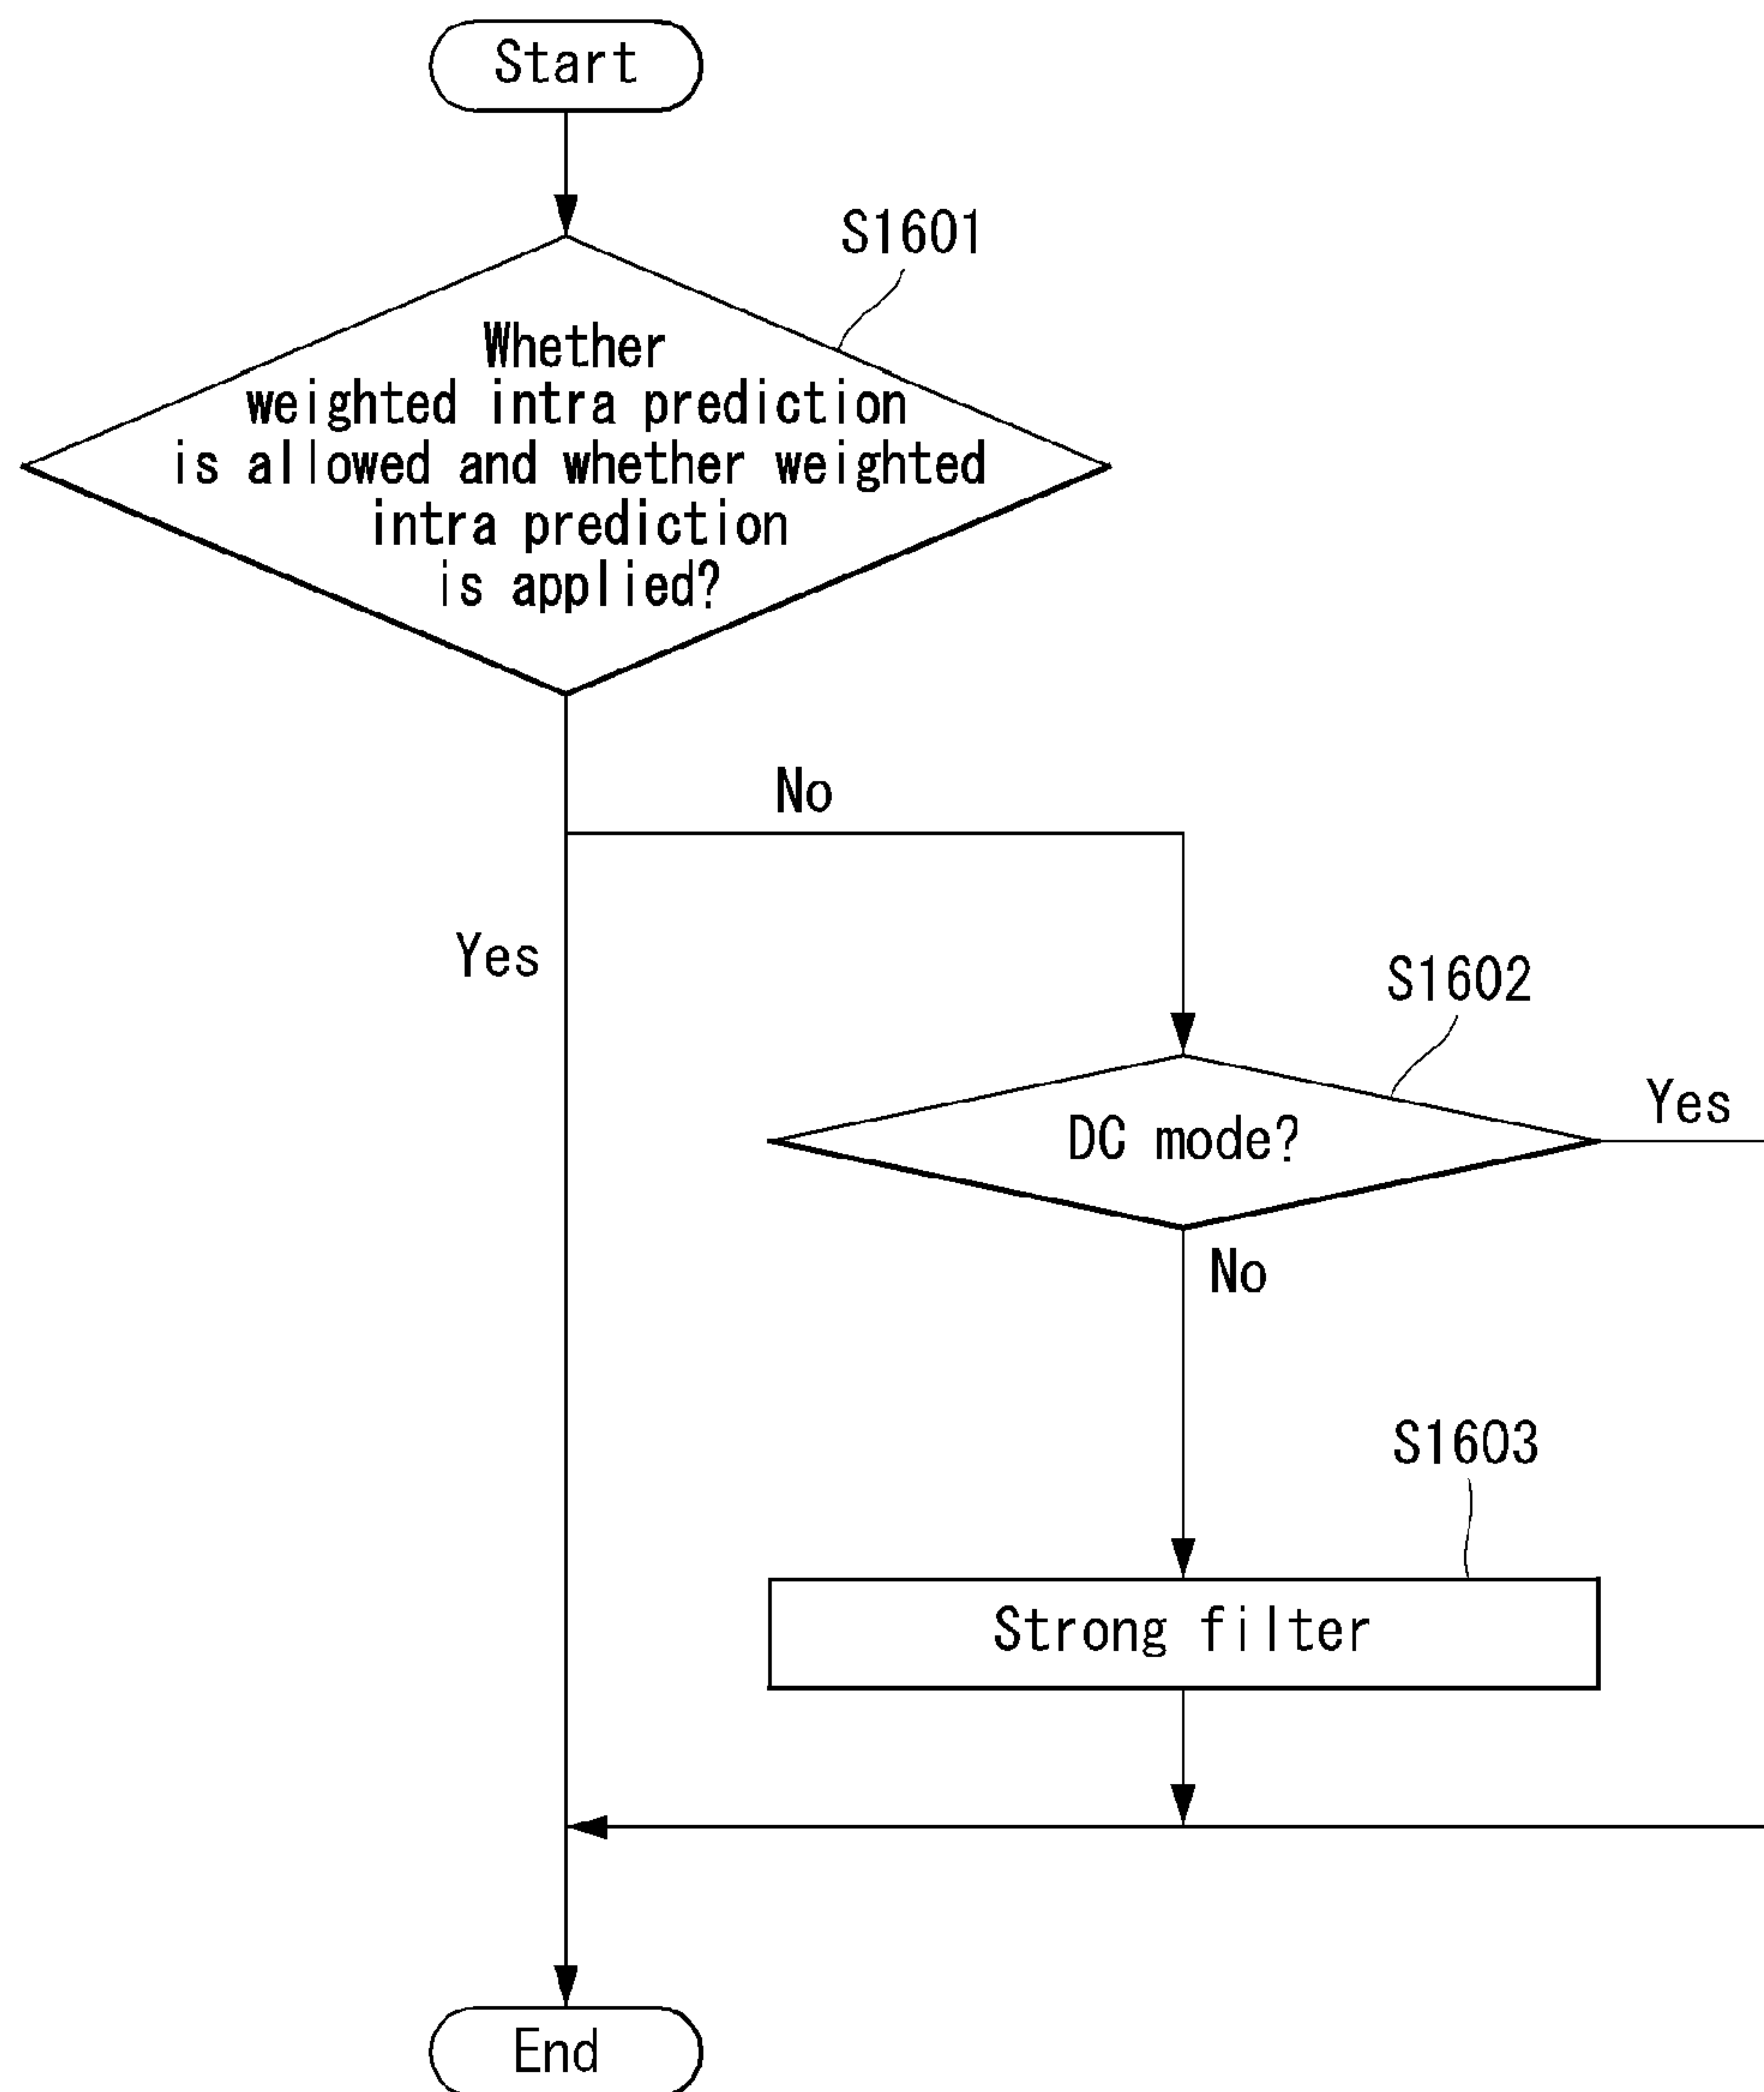 Start
S1601
Whether
weighted intra prediction
is allowed and whether weighted
intra prediction
is applied?
No
Yes
S1602
DC mode?
Yes
No
S1603
Strong filter
End